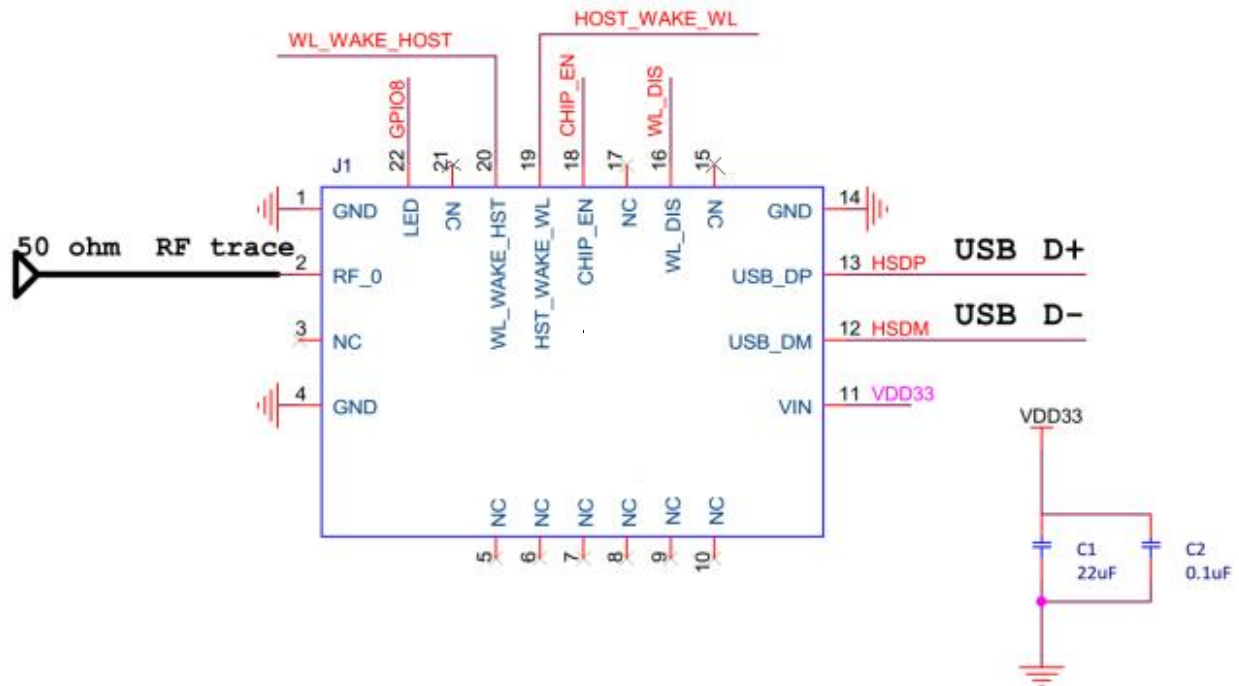 HOST_WAKE_WL
WL_WAKE_HOST
GPIO8
CHIP_EN
WL_DIS
J1
22
21
20
19
18
17
16
15
LED
NC
WL_WAKE_HST
HST_WAKE_WL
CHIP_EN
NC
WL_DIS
NC
1 GND
GND 14
50 ohm RF trace
2 RF_0
USB_DP 13 HSDP USB D+
3 NC
USB_DM 12 HSDM USB D-
4 GND
VIN 11 VDD33
NC
NC
NC
NC
NC
NC
5
6
7
8
9
10
VDD33
C1
22uF
C2
0.1uF